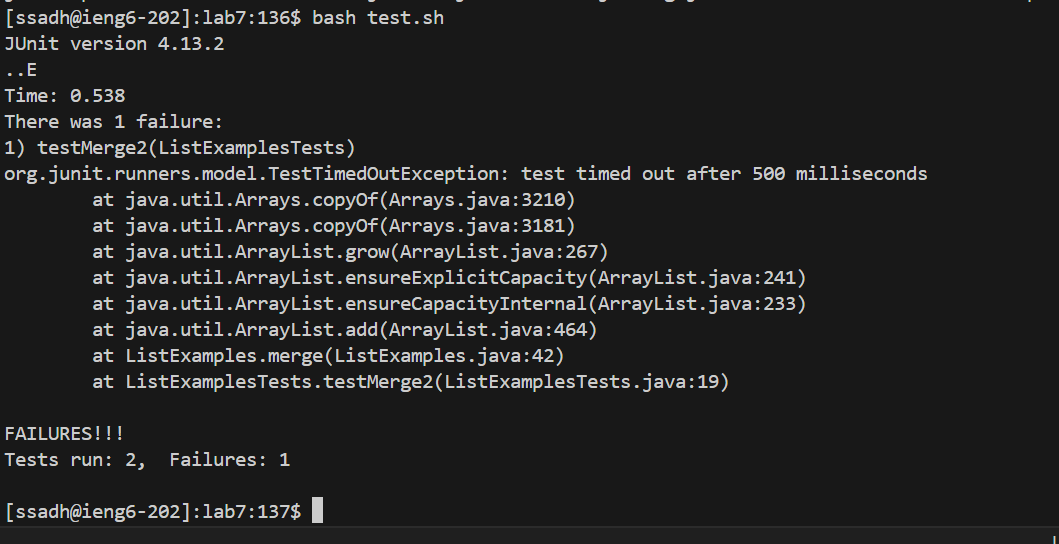 [ssadh@ieng6-202]:lab7:136$ bash test.sh
JUnit version 4.13.2
..E
Time: 0.538
There was 1 failure:
1) testMerge2(ListExamplesTests)
org.junit.runners.model.TestTimedOutException: test timed out after 500 milliseconds
        at java.util.Arrays.copyOf(Arrays.java:3210)
        at java.util.Arrays.copyOf(Arrays.java:3181)
        at java.util.ArrayList.grow(ArrayList.java:267)
        at java.util.ArrayList.ensureExplicitCapacity(ArrayList.java:241)
        at java.util.ArrayList.ensureCapacityInternal(ArrayList.java:233)
        at java.util.ArrayList.add(ArrayList.java:464)
        at ListExamples.merge(ListExamples.java:42)
        at ListExamplesTests.testMerge2(ListExamplesTests.java:19)

FAILURES!!!
Tests run: 2,  Failures: 1

[ssadh@ieng6-202]:lab7:137$